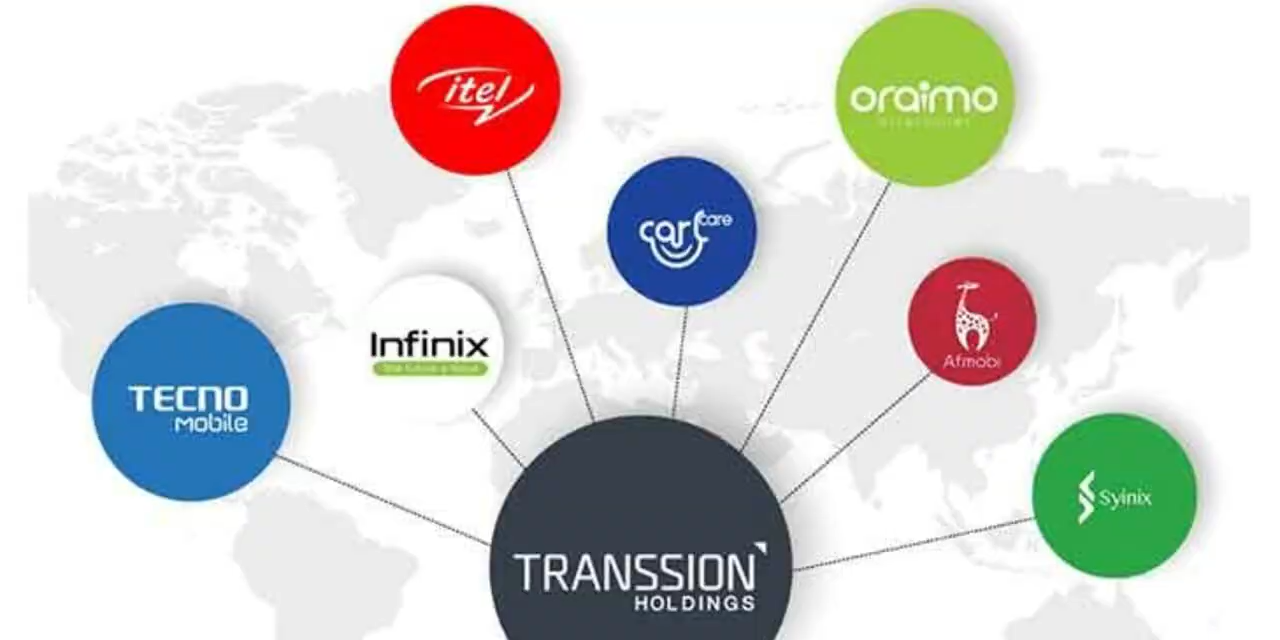 itel
oraimo
carlcare
Infinix
TECNO
mobile
Afmobi
Syinix
TRANSSION
HOLDINGS